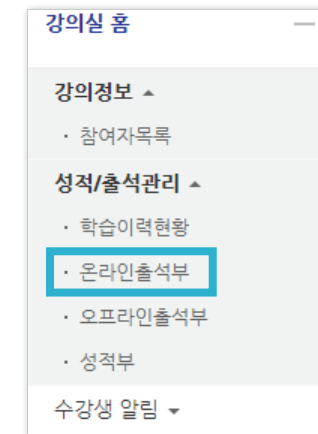 강의실 홈
강의정보
· 참여자목록
성적/출석관리
· 학습이력현황
· 온라인출석부
· 오프라인출석부
· 성적부
수강생 알림